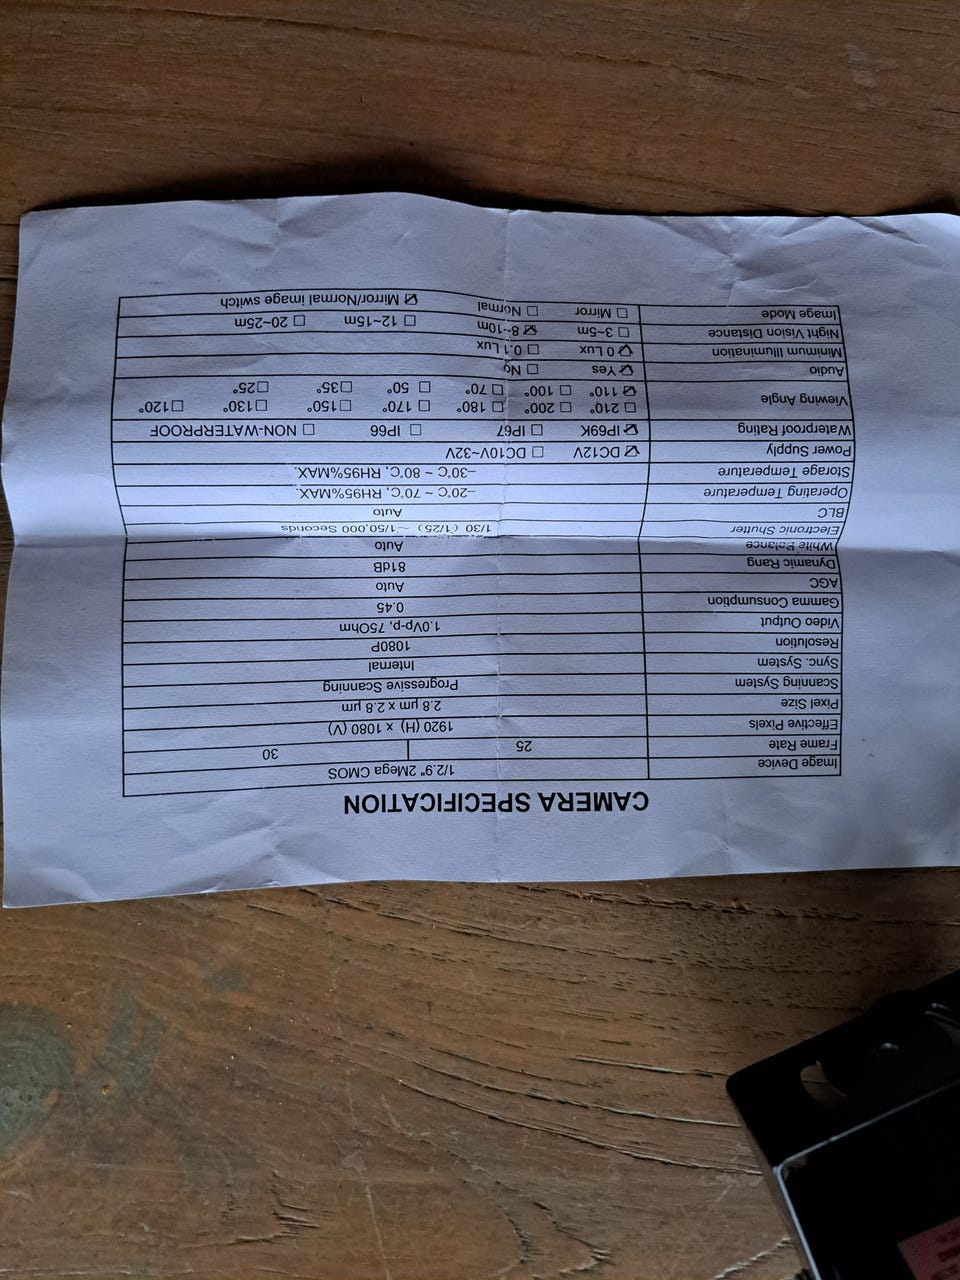 CAMERA SPECIFICATION
Image Device 1/2.9" 2Mega CMOS
Frame Rate 25 30
Effective Pixels 1920 (H) x 1080 (V)
Pixel Size 2.8 μm x 2.8 μm
Scanning System Progressive Scanning
Sync. System Internal
Resolution 1080P
Video Output 1.0Vp-p, 75Ohm
Gamma Consumption 0.45
AGC Auto
Dynamic Rang 81dB
White Balance Auto
Electronic Shutter 1/30 (1/25) ~ 1/50,000 Seconds
BLC Auto
Operating Temperature –20°C ~ 70°C, RH95%MAX.
Storage Temperature –30°C ~ 80°C, RH95%MAX.
Power Supply ☑ DC12V ☐ DC10V~32V
Waterproof Rating ☑ IP69K ☐ IP67 ☐ IP66 ☐ NON-WATERPROOF
Viewing Angle ☐ 210° ☐ 200° ☐ 180° ☐ 170° ☐ 150° ☐ 130° ☐ 120°
☑ 110° ☐ 100° ☐ 70° ☐ 50° ☐ 35° ☐ 25°
Audio ☑ Yes ☐ No
Minimum Illumination ☑ 0 Lux ☐ 0.1 Lux
Night Vision Distance ☐ 3~5m ☑ 8~10m ☐ 12~15m ☐ 20~25m
Image Mode ☐ Mirror ☐ Normal ☑ Mirror/Normal image switch